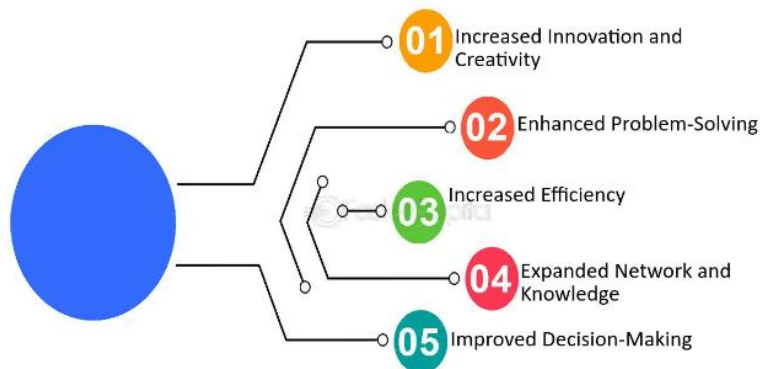 01
Increased Innovation and
Creativity
02
Enhanced Problem-Solving
03
Increased Efficiency
04
Expanded Network and
Knowledge
05
Improved Decision-Making